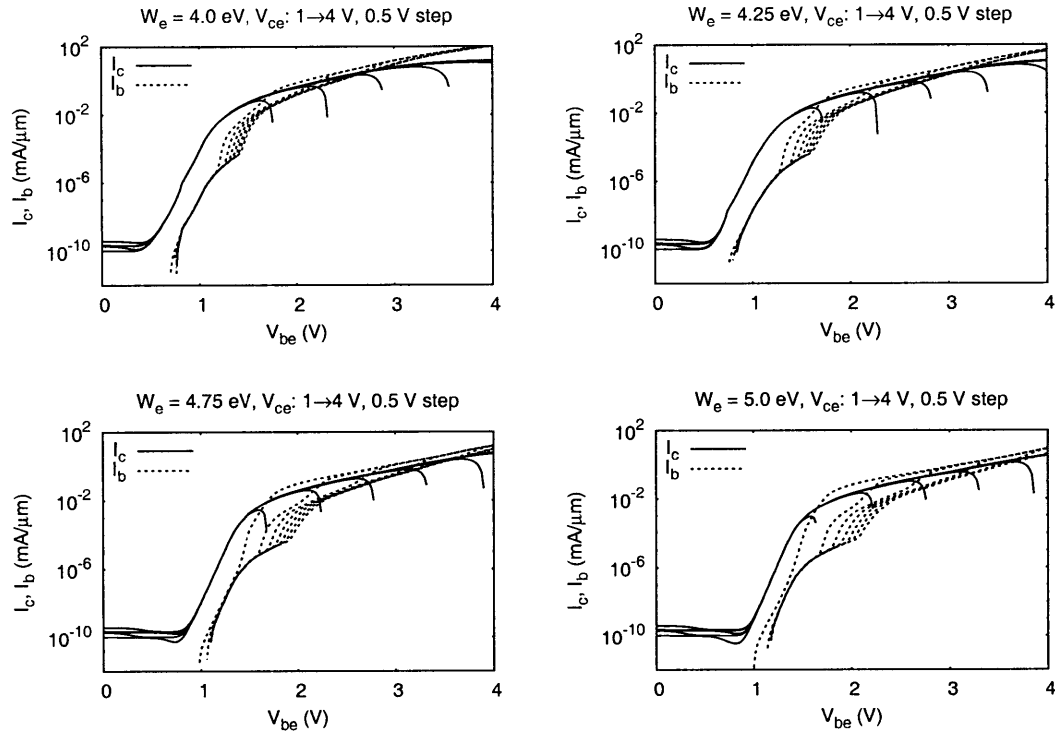 W_e = 4.0 eV, V_ce: 1→4 V, 0.5 V step
I_c, I_b (mA/μm)
10^2
10^-2
10^-6
10^-10
I_c
I_b
0 1 2 3 4
V_be (V)
W_e = 4.25 eV, V_ce: 1→4 V, 0.5 V step
I_c, I_b (mA/μm)
10^2
10^-2
10^-6
10^-10
I_c
I_b
0 1 2 3 4
V_be (V)
W_e = 4.75 eV, V_ce: 1→4 V, 0.5 V step
I_c, I_b (mA/μm)
10^2
10^-2
10^-6
10^-10
I_c
I_b
0 1 2 3 4
V_be (V)
W_e = 5.0 eV, V_ce: 1→4 V, 0.5 V step
I_c, I_b (mA/μm)
10^2
10^-2
10^-6
10^-10
I_c
I_b
0 1 2 3 4
V_be (V)